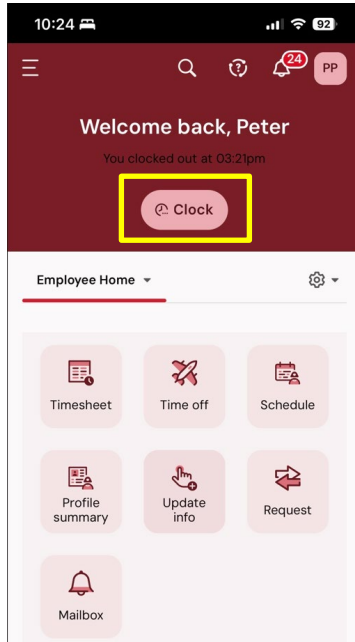 10:24
92
24
PP
Welcome back, Peter
You clocked out at 03:21pm
Clock
Employee Home
Timesheet
Time off
Schedule
Profile
summary
Update
info
Request
Mailbox